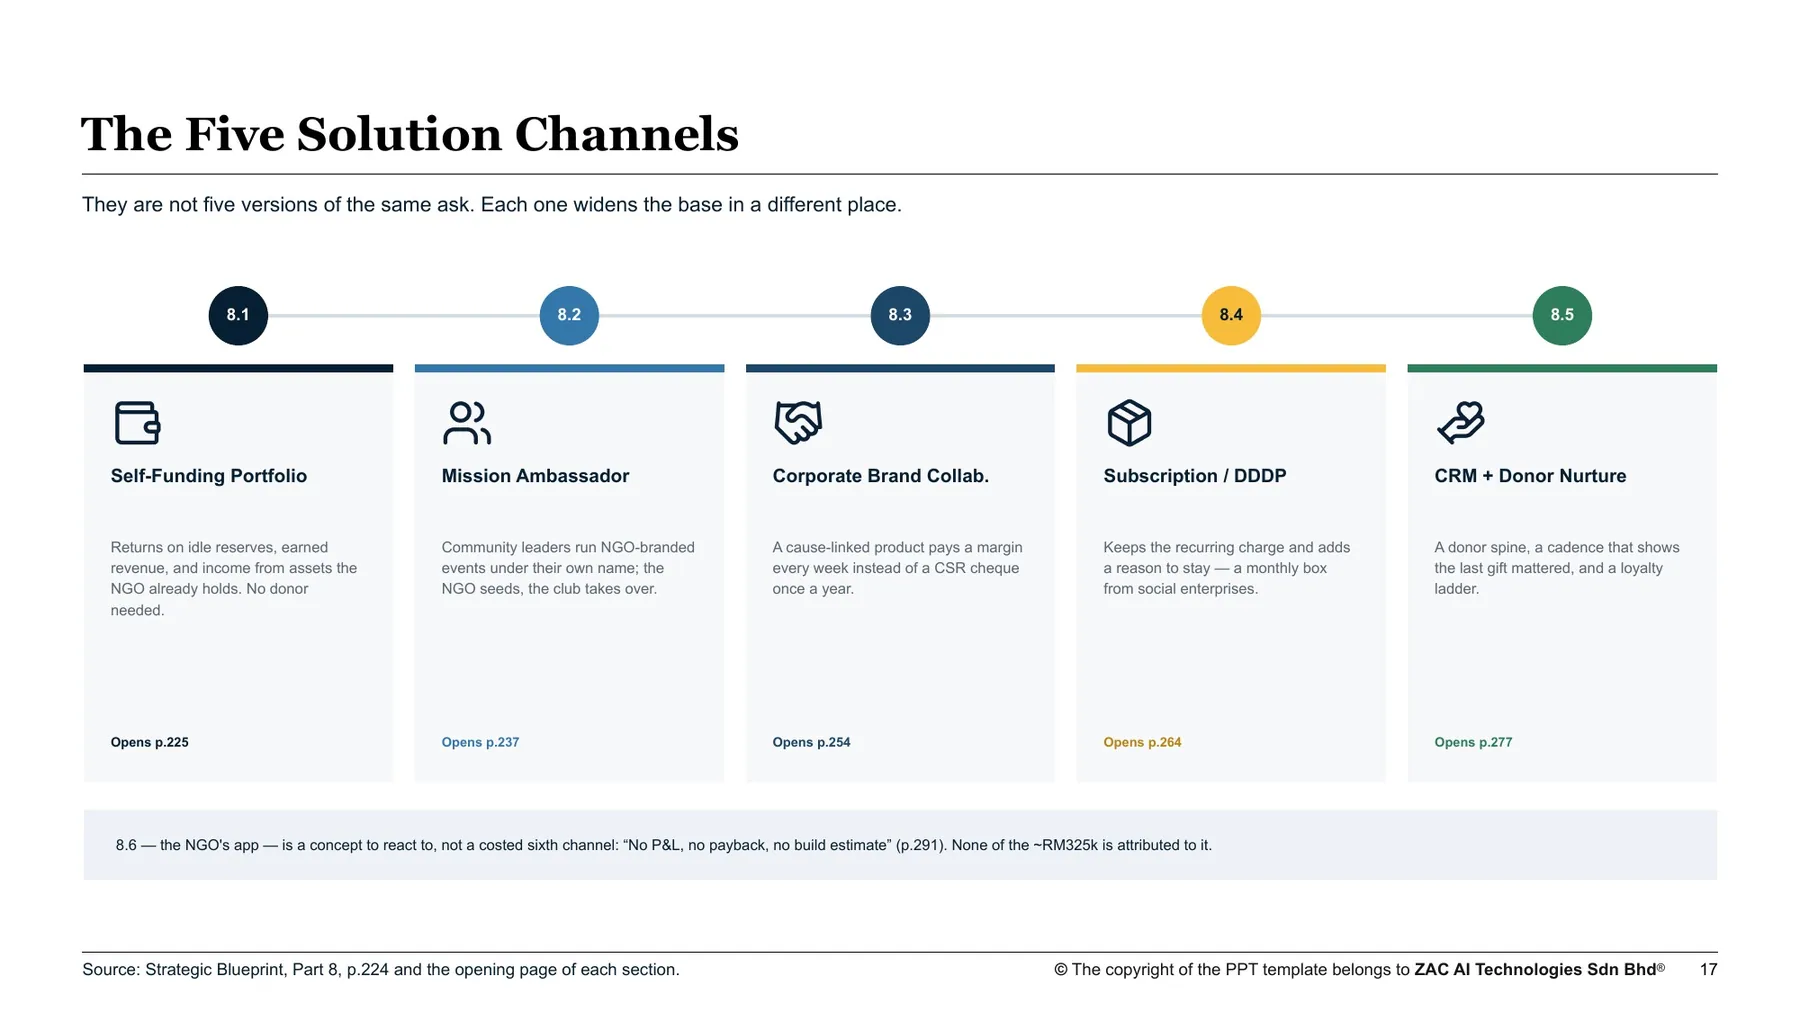 The Five Solution Channels
They are not five versions of the same ask. Each one widens the base in a different place.
8.1
8.2
8.3
8.4
8.5
Self-Funding Portfolio
Returns on idle reserves, earned
revenue, and income from assets the
NGO already holds. No donor
needed.
Opens p.225
Mission Ambassador
Community leaders run NGO-branded
events under their own name; the
NGO seeds, the club takes over.
Opens p.237
Corporate Brand Collab.
A cause-linked product pays a margin
every week instead of a CSR cheque
once a year.
Opens p.254
Subscription / DDDP
Keeps the recurring charge and adds
a reason to stay — a monthly box
from social enterprises.
Opens p.264
CRM + Donor Nurture
A donor spine, a cadence that shows
the last gift mattered, and a loyalty
ladder.
Opens p.277
8.6 — the NGO's app — is a concept to react to, not a costed sixth channel: “No P&L, no payback, no build estimate” (p.291). None of the ~RM325k is attributed to it.
Source: Strategic Blueprint, Part 8, p.224 and the opening page of each section.
© The copyright of the PPT template belongs to ZAC AI Technologies Sdn Bhd®
17